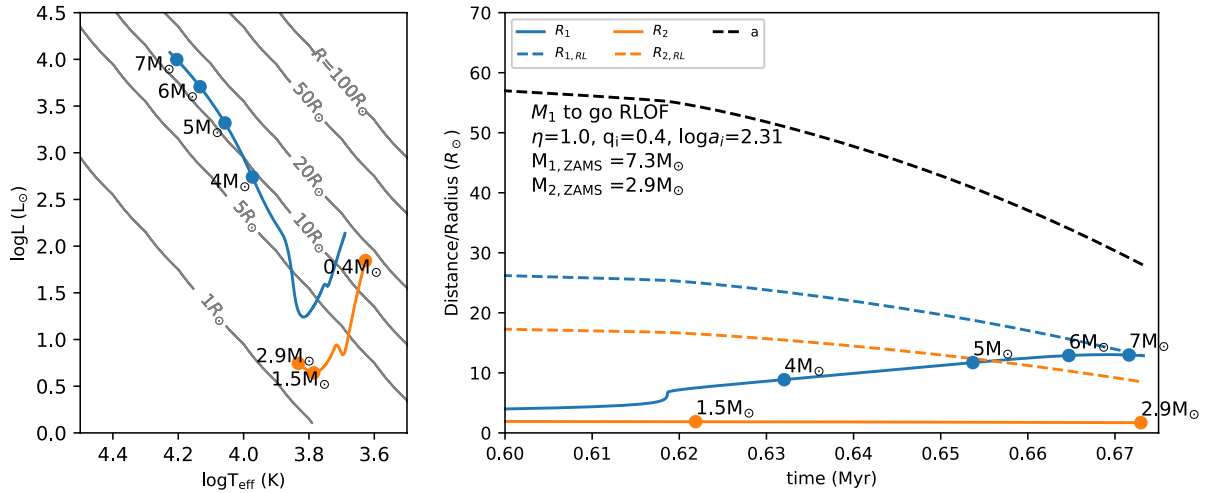 logL (L⊙)
4.5
4.0
3.5
3.0
2.5
2.0
1.5
1.0
0.5
0.0
R=100R⊙
50R⊙
20R⊙
10R⊙
5R⊙
1R⊙
7M⊙
6M⊙
5M⊙
4M⊙
0.4M⊙
2.9M⊙
1.5M⊙
4.4 4.2 4.0 3.8 3.6
logT_eff (K)
Distance/Radius (R⊙)
70
60
50
40
30
20
10
0
R₁ R₂ a
R₁,RL R₂,RL
M₁ to go RLOF
η=1.0, qᵢ=0.4, logaᵢ=2.31
M₁,ZAMS =7.3M⊙
M₂,ZAMS =2.9M⊙
4M⊙
5M⊙
6M⊙
7M⊙
1.5M⊙
2.9M⊙
0.60 0.61 0.62 0.63 0.64 0.65 0.66 0.67
time (Myr)